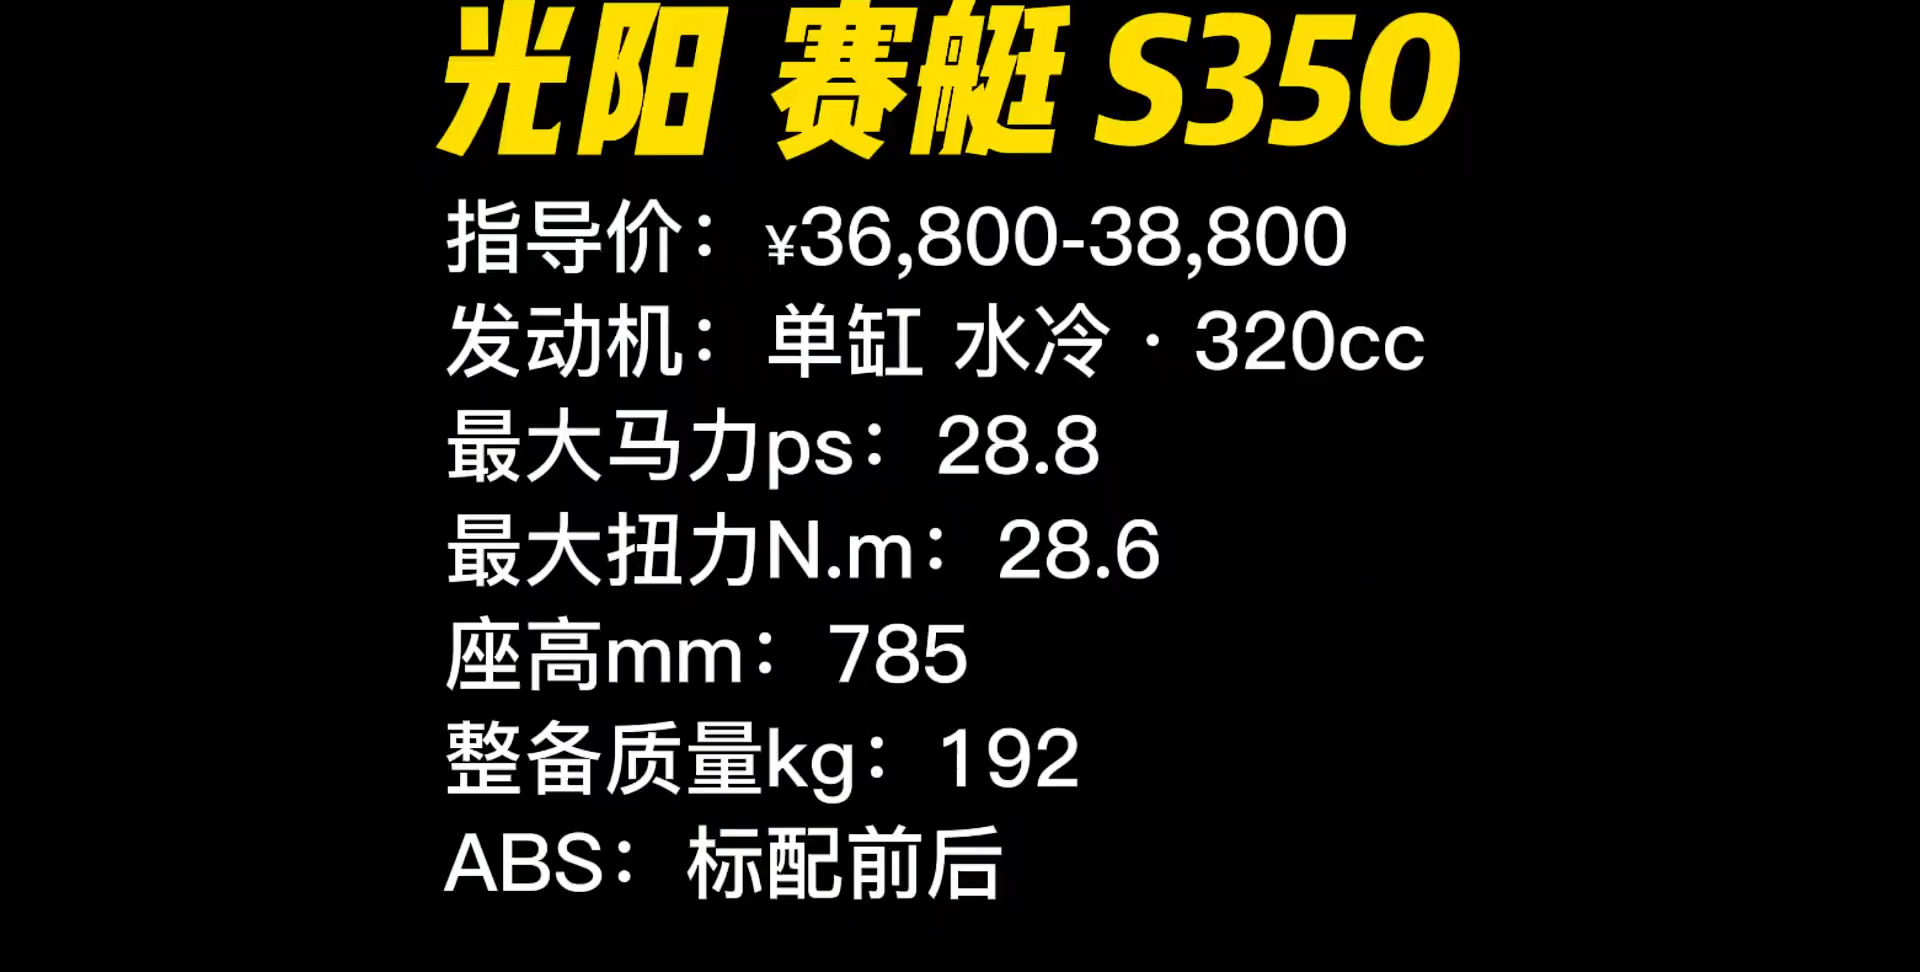 光阳 赛艇 S350
指导价：¥36,800-38,800
发动机：单缸 水冷 · 320cc
最大马力ps：28.8
最大扭力N.m：28.6
座高mm：785
整备质量kg：192
ABS：标配前后